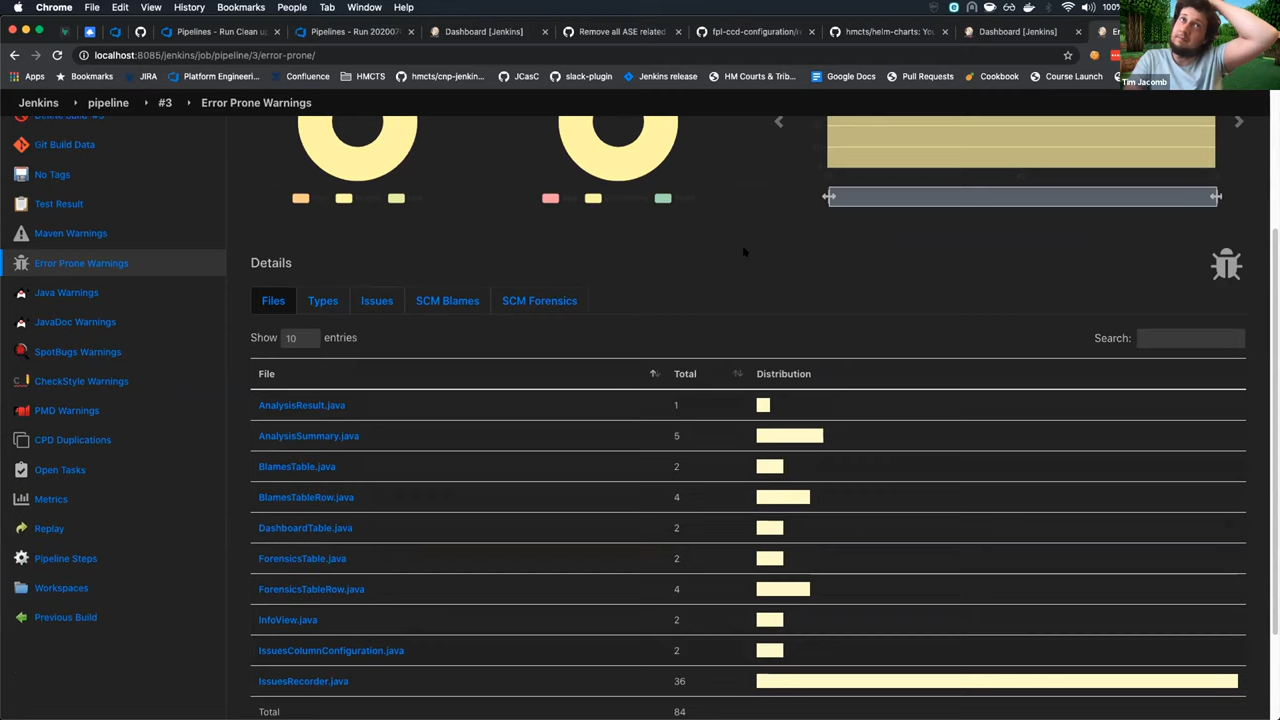 Chrome File Edit View History Bookmarks People Tab Window Help 100%
Pipelines - Run Clean u
Pipelines - Run 202007
Dashboard [Jenkins]
Remove all ASE related
fpl-ccd-configuration/re
hmcts/helm-charts: You
Dashboard [Jenkins]
localhost:8085/jenkins/job/pipeline/3/error-prone/
Apps Bookmarks JIRA Platform Engineeri... Confluence HMCTS hmcts/cnp-jenkin... JCasC slack-plugin Jenkins release HM Courts & Trib... Google Docs Pull Requests Cookbook Course Launch
Tim Jacomb
Jenkins pipeline #3 Error Prone Warnings
Delete build '#3'
Git Build Data
No Tags
Test Result
Maven Warnings
Error Prone Warnings
Java Warnings
JavaDoc Warnings
SpotBugs Warnings
CheckStyle Warnings
PMD Warnings
CPD Duplications
Open Tasks
Metrics
Replay
Pipeline Steps
Workspaces
Previous Build
Details
Files Types Issues SCM Blames SCM Forensics
Show 10 entries Search:
File Total Distribution
AnalysisResult.java 1
AnalysisSummary.java 5
BlamesTable.java 2
BlamesTableRow.java 4
DashboardTable.java 2
ForensicsTable.java 2
ForensicsTableRow.java 4
InfoView.java 2
IssuesColumnConfiguration.java 2
IssuesRecorder.java 36
Total 84